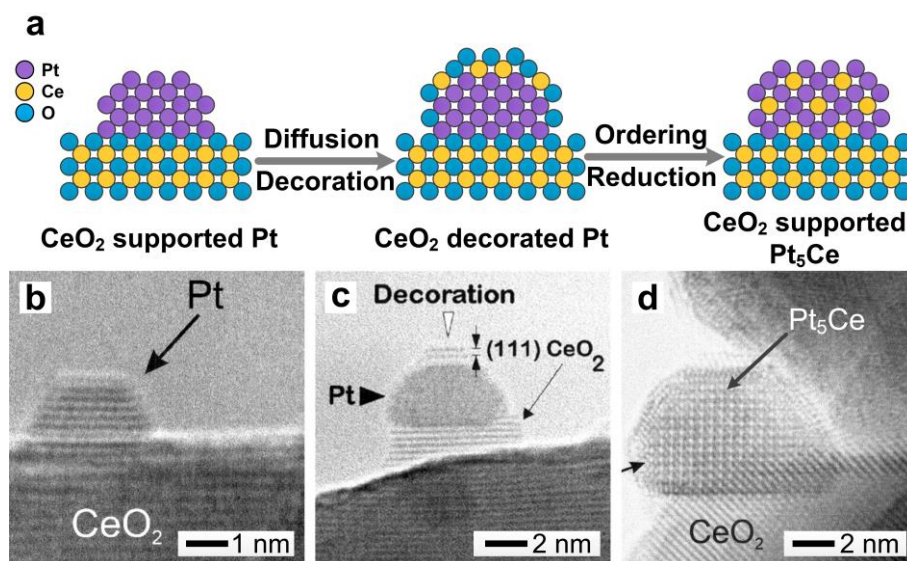 a
Pt
Ce
O
Diffusion
Decoration
Ordering
Reduction
CeO₂ supported Pt
CeO₂ decorated Pt
CeO₂ supported
Pt₅Ce
b
Pt
CeO₂
1 nm
c
Decoration
(111) CeO₂
Pt
2 nm
d
Pt₅Ce
CeO₂
2 nm